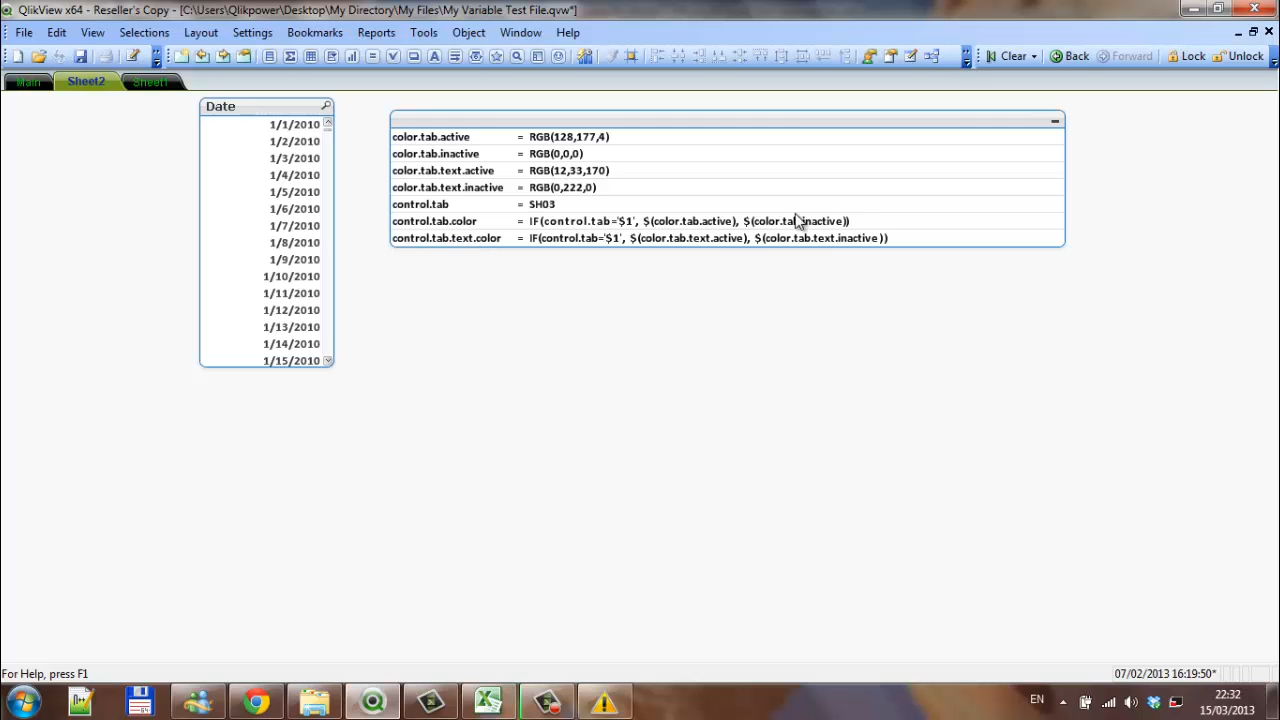 QlikView x64 - Reseller's Copy - [C:\Users\Qlikpower\Desktop\My Directory\My Files\My Variable Test File.qvw*]
File Edit View Selections Layout Settings Bookmarks Reports Tools Object Window Help
Clear Back Forward Lock Unlock
Main Sheet2 Sheet1
Date
1/1/2010
1/2/2010
1/3/2010
1/4/2010
1/5/2010
1/6/2010
1/7/2010
1/8/2010
1/9/2010
1/10/2010
1/11/2010
1/12/2010
1/13/2010
1/14/2010
1/15/2010
color.tab.active = RGB(128,177,4)
color.tab.inactive = RGB(0,0,0)
color.tab.text.active = RGB(12,33,170)
color.tab.text.inactive = RGB(0,222,0)
control.tab = SH03
control.tab.color = IF(control.tab='$1', $(color.tab.active), $(color.tab.inactive))
control.tab.text.color = IF(control.tab='$1', $(color.tab.text.active), $(color.tab.text.inactive ))
For Help, press F1
07/02/2013 16:19:50*
EN
22:32
15/03/2013